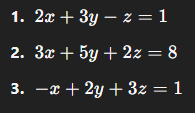 1. 2x + 3y − z = 1
2. 3x + 5y + 2z = 8
3. −x + 2y + 3z = 1